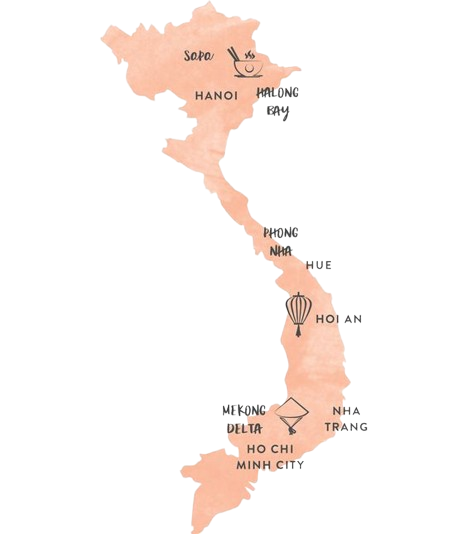 SAPA
HANOI
HALONG
BAY
PHONG
NHA
HUE
HOI AN
MEKONG
DELTA
NHA
TRANG
HO CHI
MINH CITY